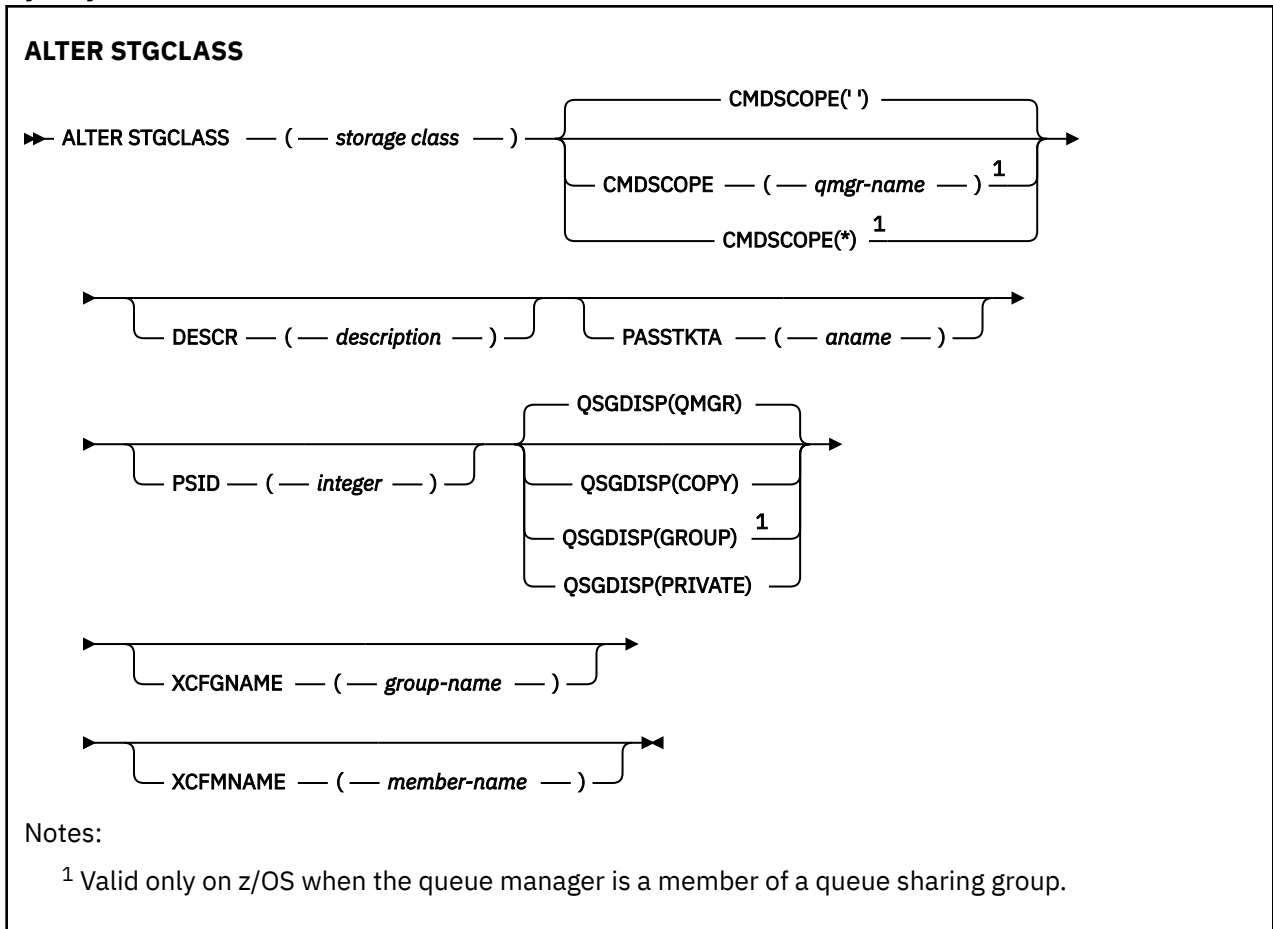 ALTER STGCLASS
CMDSCOPE(' ')
ALTER STGCLASS ( storage class )
CMDSCOPE ( qmgr-name ) 1
CMDSCOPE(*) 1
DESCR ( description ) PASSTKTA ( aname )
QSGDISP(QMGR)
PSID ( integer ) QSGDISP(COPY)
QSGDISP(GROUP) 1
QSGDISP(PRIVATE)
XCFGNAME ( group-name )
XCFMNAME ( member-name )
Notes:
1 Valid only on z/OS when the queue manager is a member of a queue sharing group.